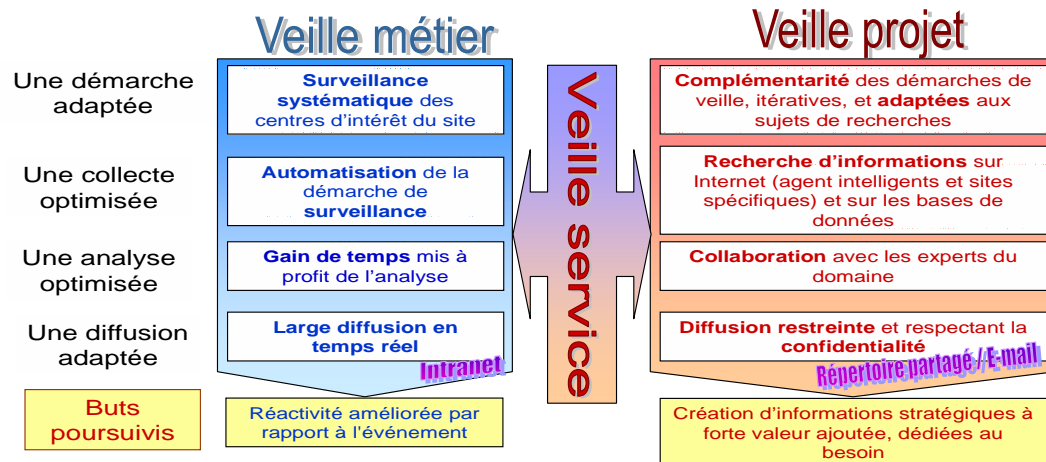 Veille métier
Veille projet
Une démarche
adaptée
Surveillance
systématique des
centres d'intérêt du site
Complémentarité des démarches de
veille, itératives, et adaptées aux
sujets de recherches
Veille service
Une collecte
optimisée
Automatisation de la
démarche de
surveillance
Recherche d'informations sur
Internet (agent intelligents et sites
spécifiques) et sur les bases de
données
Une analyse
optimisée
Gain de temps mis à
profit de l'analyse
Collaboration avec les experts du
domaine
Une diffusion
adaptée
Large diffusion en
temps réel
Intranet
Diffusion restreinte et respectant la
confidentialité
Répertoire partagé / E-mail
Buts
poursuivis
Réactivité améliorée par
rapport à l'événement
Création d'informations stratégiques à
forte valeur ajoutée, dédiées au
besoin